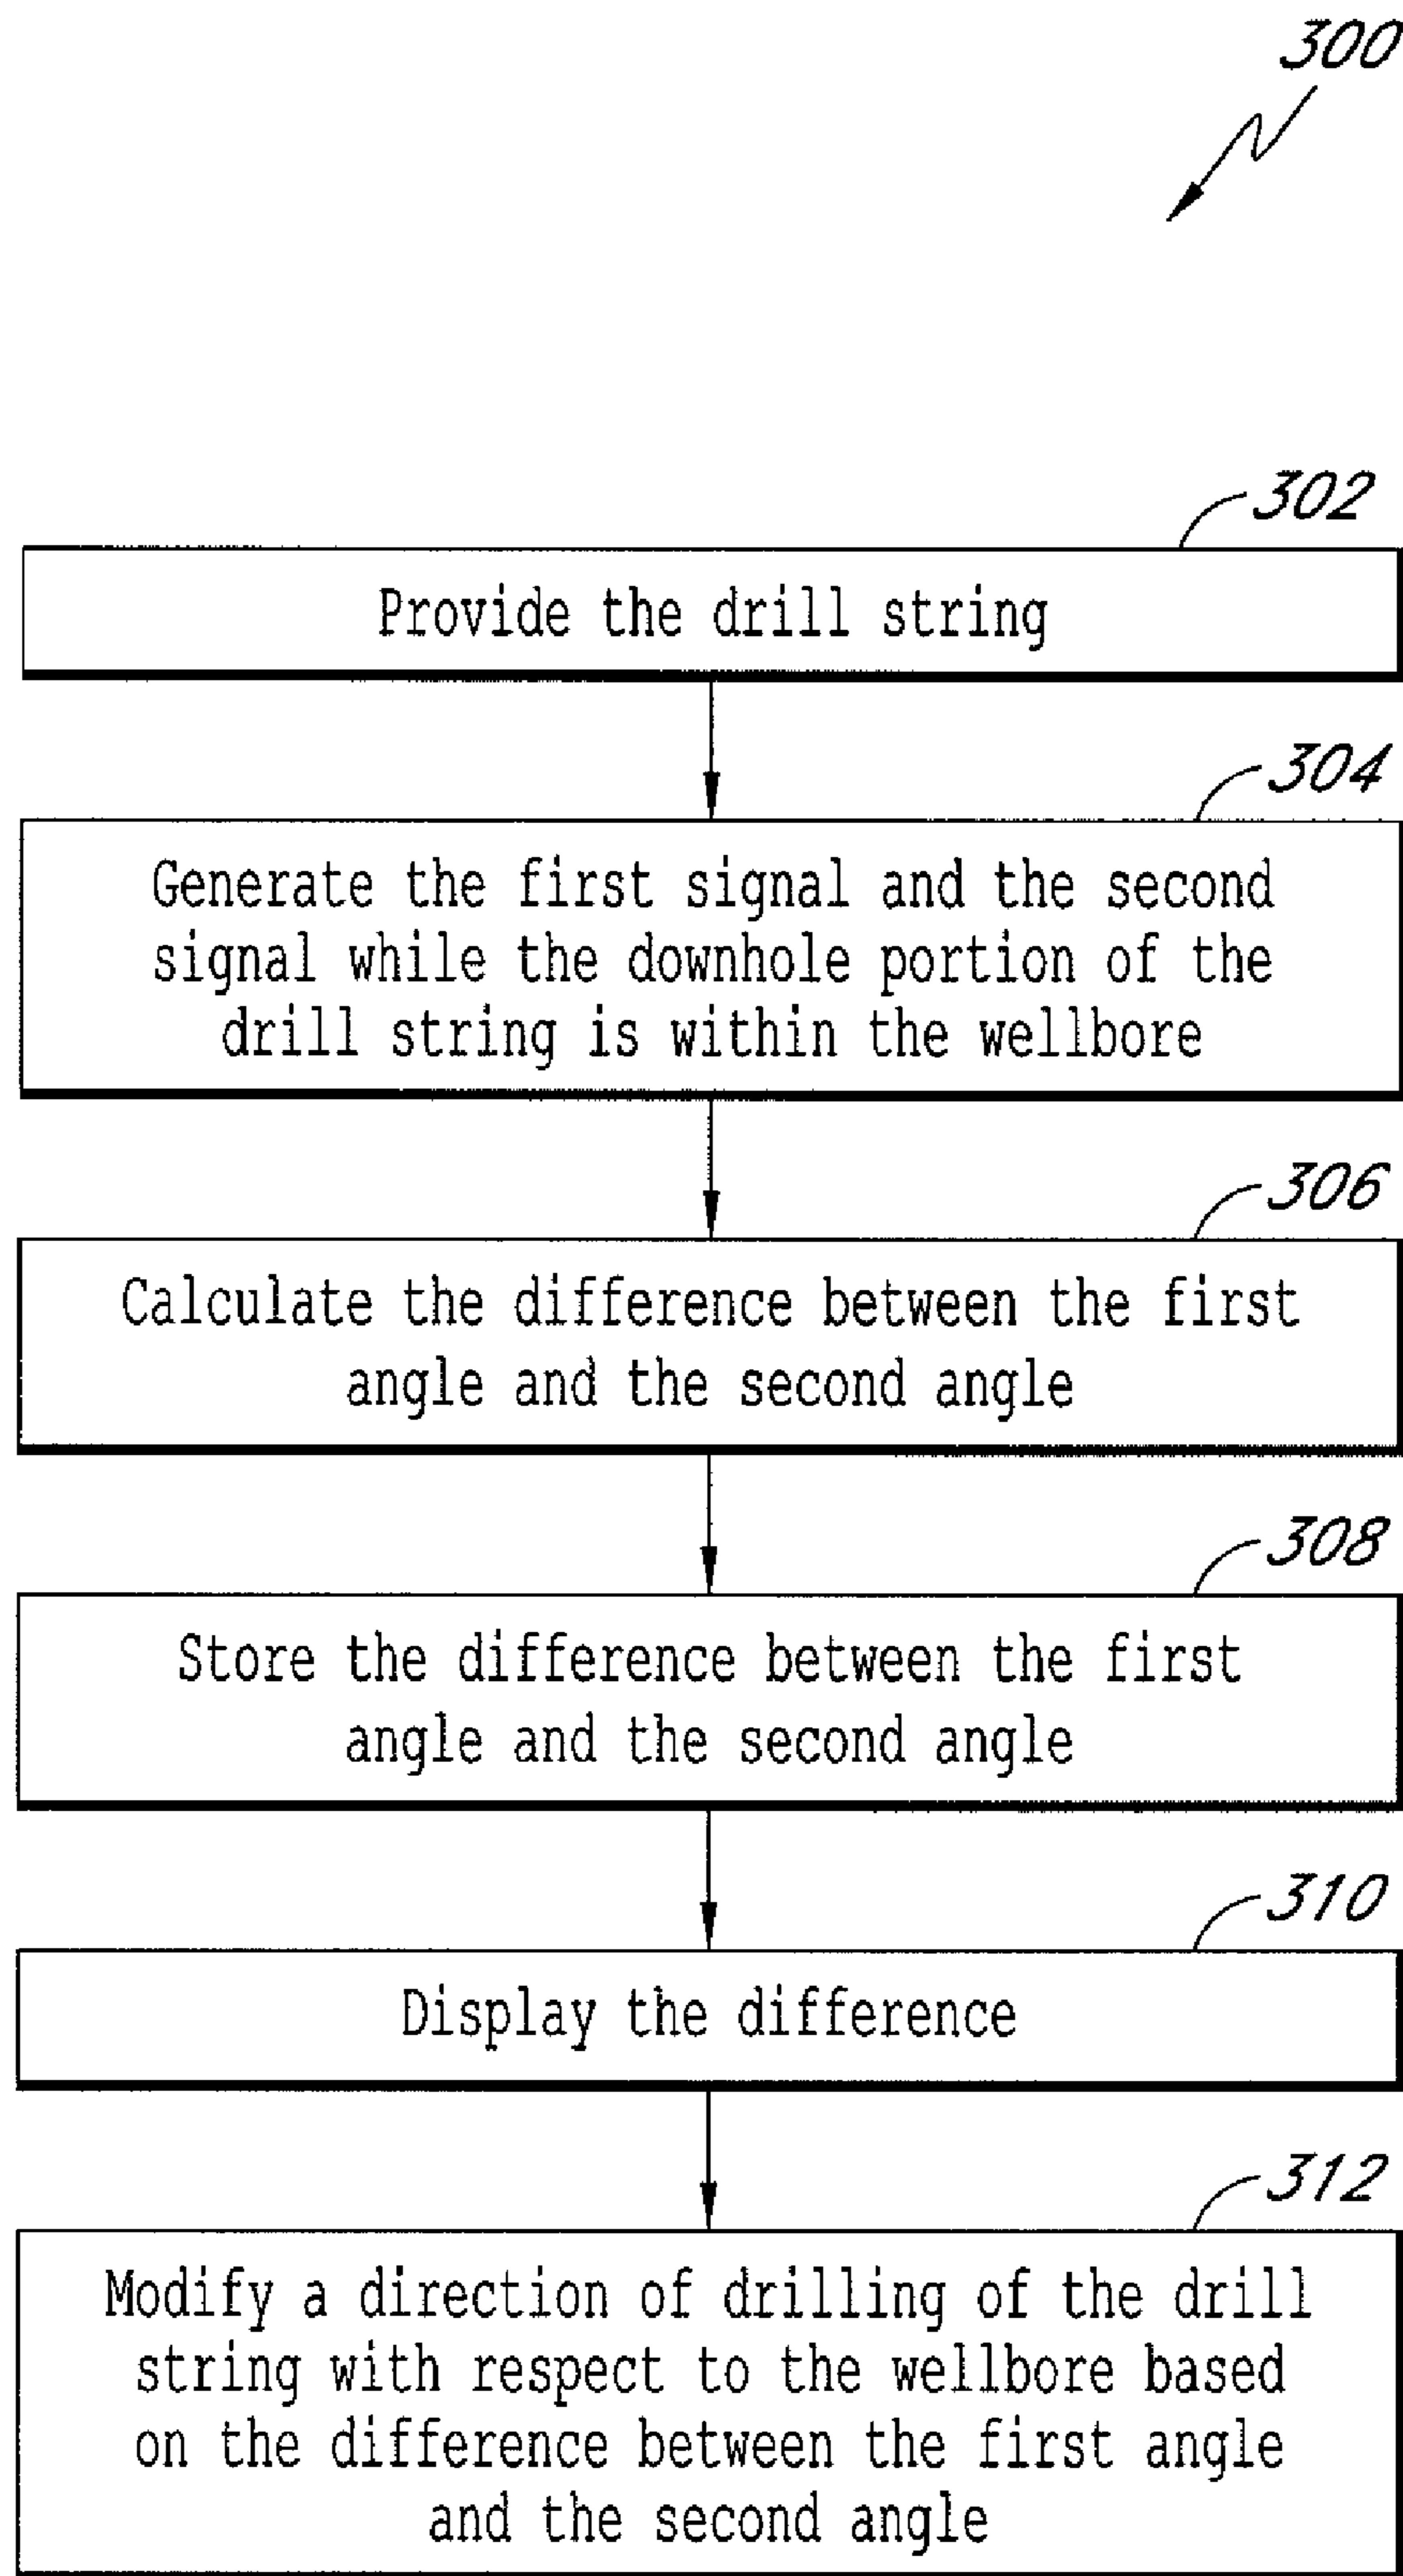 300
302
Provide the drill string
304
Generate the first signal and the second
signal while the downhole portion of the
drill string is within the wellbore
306
Calculate the difference between the first
angle and the second angle
308
Store the difference between the first
angle and the second angle
310
Display the difference
312
Modify a direction of drilling of the drill
string with respect to the wellbore based
on the difference between the first angle
and the second angle